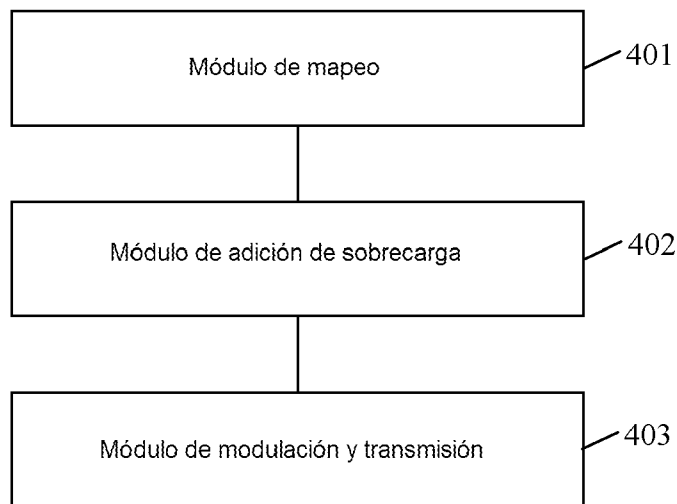 Módulo de mapeo
401
Módulo de adición de sobrecarga
402
Módulo de modulación y transmisión
403